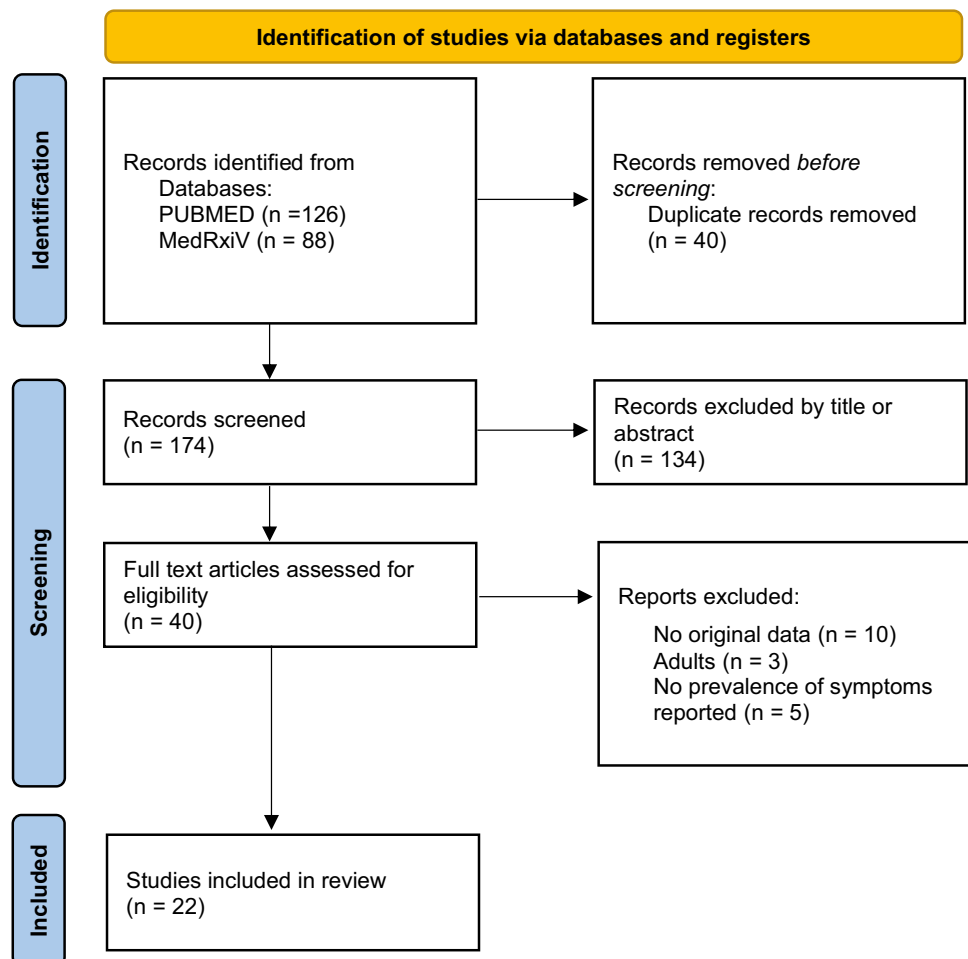 Identification of studies via databases and registers
Identification
Records identified from
Databases:
PUBMED (n =126)
MedRxiV (n = 88)
Records removed before
screening:
Duplicate records removed
(n = 40)
Screening
Records screened
(n = 174)
Records excluded by title or
abstract
(n = 134)
Full text articles assessed for
eligibility
(n = 40)
Reports excluded:
No original data (n = 10)
Adults (n = 3)
No prevalence of symptoms
reported (n = 5)
Included
Studies included in review
(n = 22)